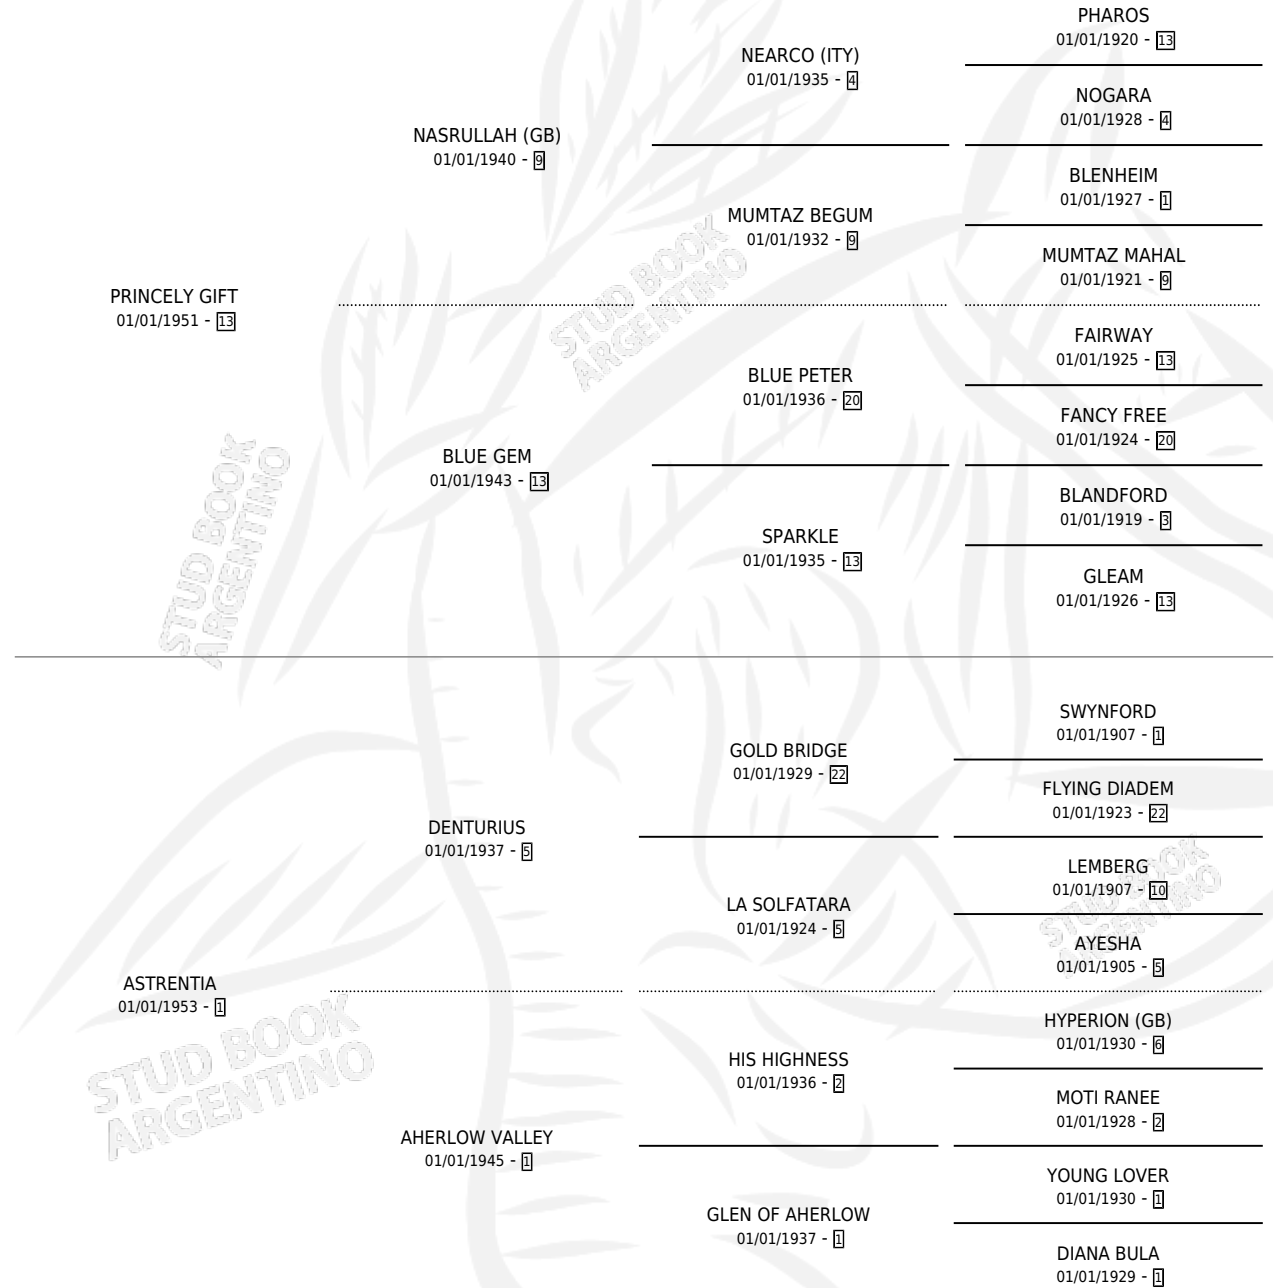 PHAROS
01/01/1920 - 13
NEARCO (ITY)
01/01/1935 - 4
NOGARA
01/01/1928 - 4
NASRULLAH (GB)
01/01/1940 - 9
BLENHEIM
01/01/1927 - 1
MUMTAZ BEGUM
01/01/1932 - 9
MUMTAZ MAHAL
01/01/1921 - 9
PRINCELY GIFT
01/01/1951 - 13
STUD BOOK
ARGENTINO
FAIRWAY
01/01/1925 - 13
BLUE PETER
01/01/1936 - 20
FANCY FREE
01/01/1924 - 20
BLUE GEM
01/01/1943 - 13
BLANDFORD
01/01/1919 - 3
SPARKLE
01/01/1935 - 13
GLEAM
01/01/1926 - 13
STUD BOOK
ARGENTINO
SWYNFORD
01/01/1907 - 1
GOLD BRIDGE
01/01/1929 - 22
FLYING DIADEM
01/01/1923 - 22
DENTURIUS
01/01/1937 - 5
LEMBERG
01/01/1907 - 10
LA SOLFATARA
01/01/1924 - 5
AYESHA
01/01/1905 - 5
STUD BOOK
ARGENTINO
ASTRENTIA
01/01/1953 - 1
HYPERION (GB)
01/01/1930 - 6
HIS HIGHNESS
01/01/1936 - 2
MOTI RANEE
01/01/1928 - 2
STUD BOOK
ARGENTINO
AHERLOW VALLEY
01/01/1945 - 1
YOUNG LOVER
01/01/1930 - 1
GLEN OF AHERLOW
01/01/1937 - 1
DIANA BULA
01/01/1929 - 1